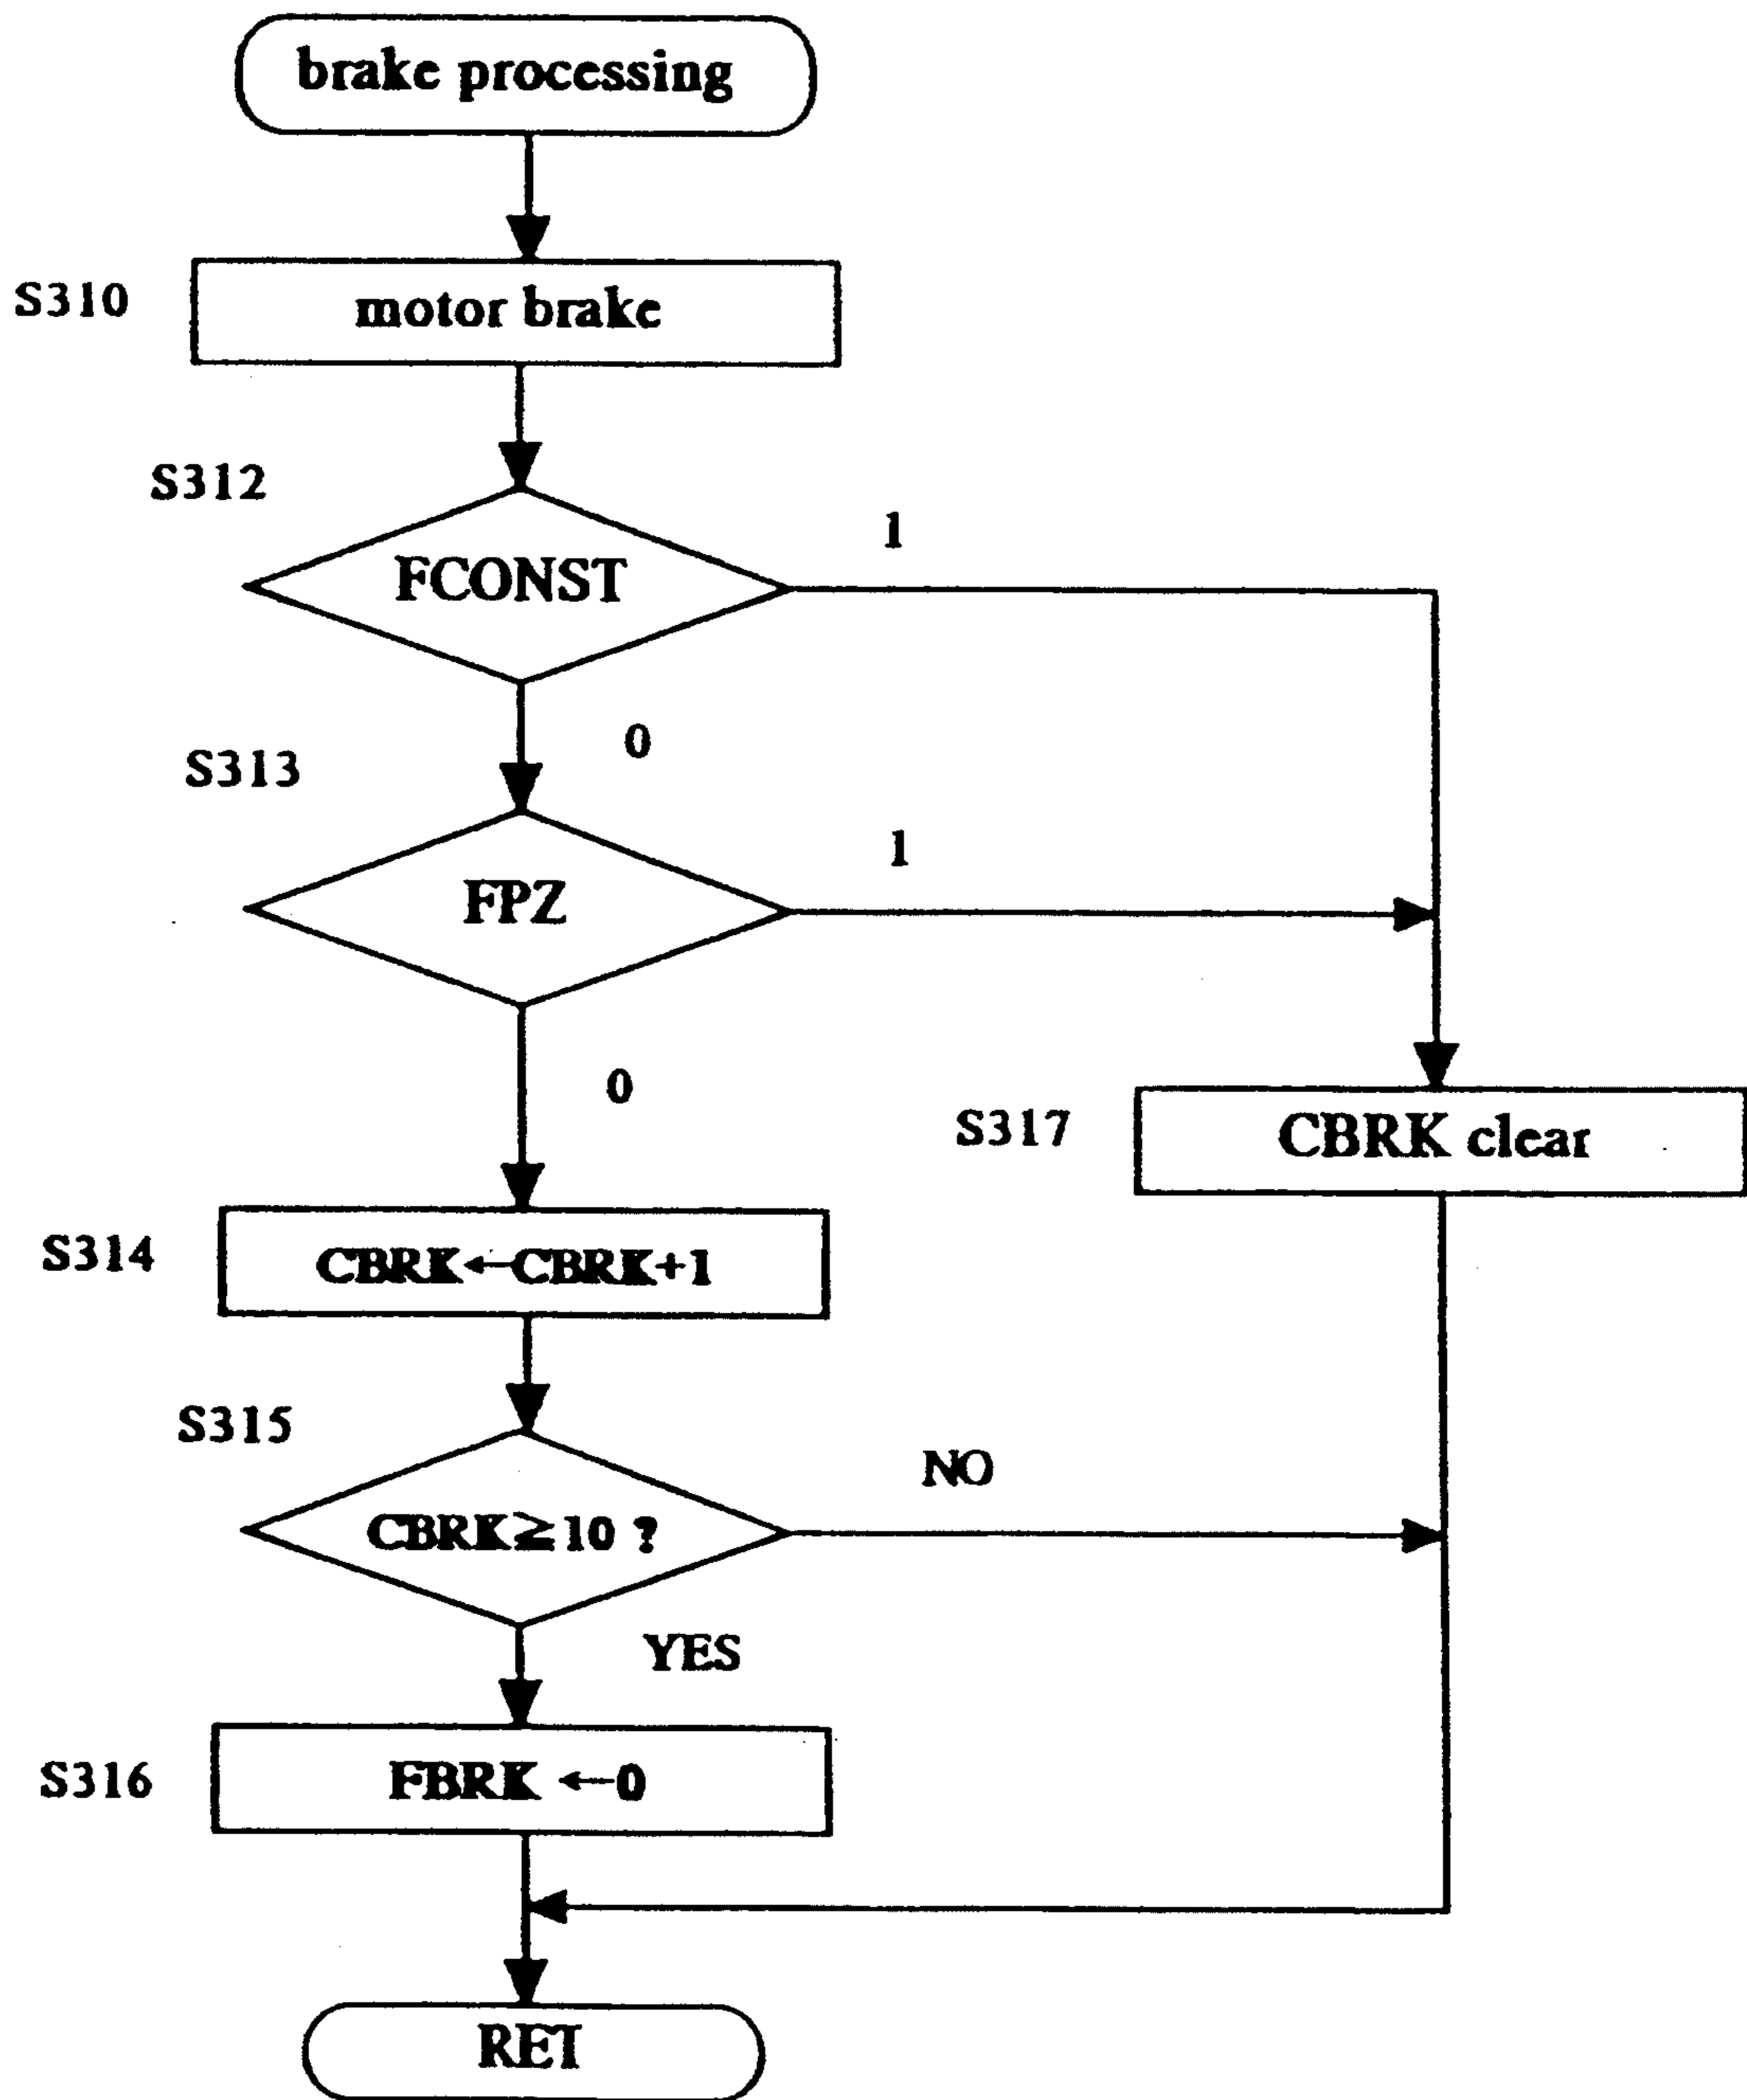 brake processing
S310
motor brake
S312
FCONST
1
0
S313
FPZ
1
0
S317
CBRK clear
S314
CBRK←CBRK+1
S315
CBRK≧10 ?
NO
YES
S316
FBRK ←0
RET